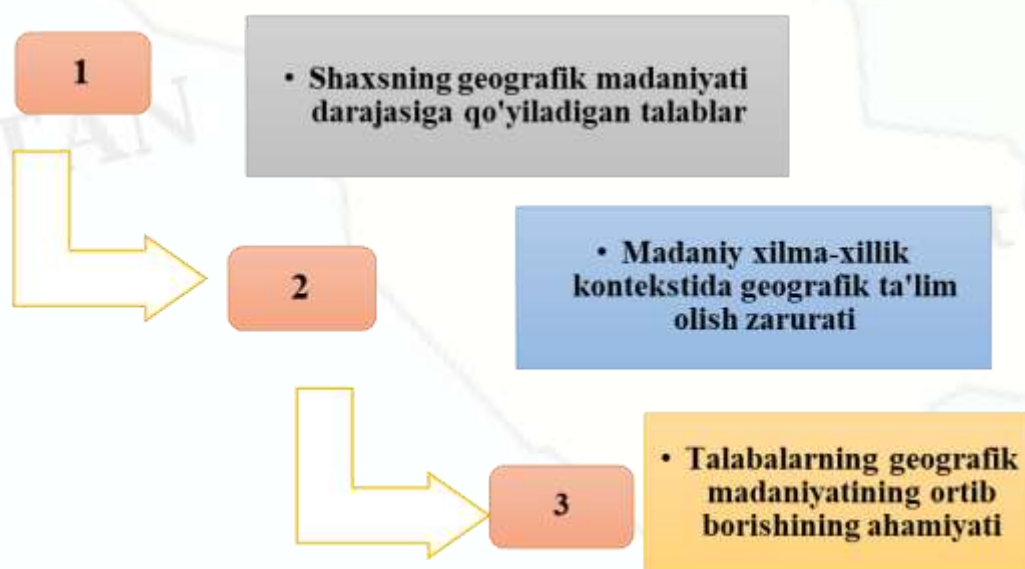 1
• Shaxsning geografik madaniyati
darajasiga qo'yiladigan talablar
2
• Madaniy xilma-xillik
kontekstida geografik ta'lim
olish zarurati
3
• Talabalarning geografik
madaniyatining ortib
borishining ahamiyati